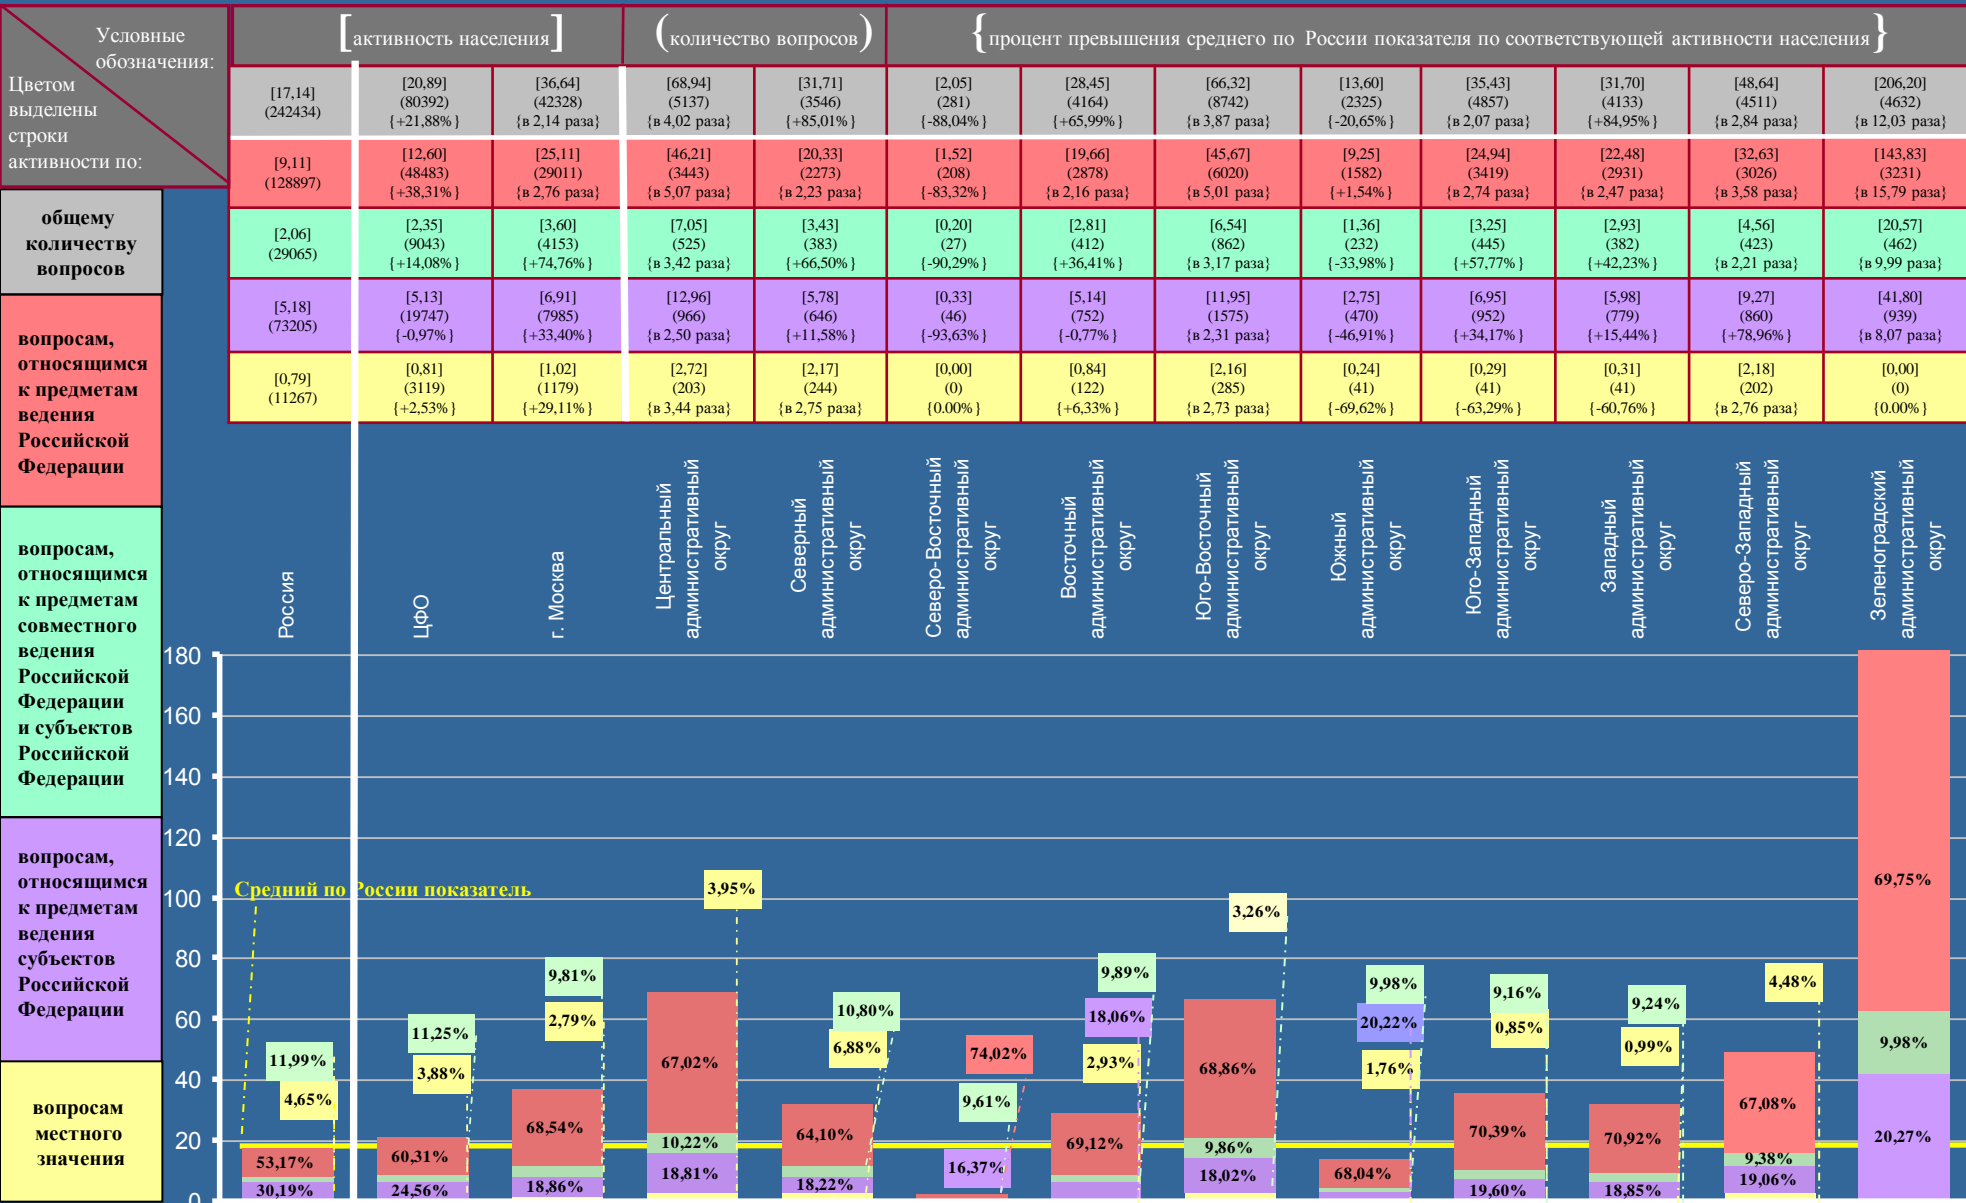 Условные
обозначения:
Цветом
выделены
строки
активности по:
[активность населения]
(количество вопросов)
{процент превышения среднего по России показателя по соответствующей активности населения}
[17,14]
(242434)
[20,89]
(80392)
{+21,88%}
[36,64]
(42328)
{в 2,14 раза}
[68,94]
(5137)
{в 4,02 раза}
[31,71]
(3546)
{+85,01%}
[2,05]
(281)
{-88,04%}
[28,45]
(4164)
{+65,99%}
[66,32]
(8742)
{в 3,87 раза}
[13,60]
(2325)
{-20,65%}
[35,43]
(4857)
{в 2,07 раза}
[31,70]
(4133)
{+84,95%}
[48,64]
(4511)
{в 2,84 раза}
[206,20]
(4632)
{в 12,03 раза}
[9,11]
(128897)
[12,60]
(48483)
{+38,31%}
[25,11]
(29011)
{в 2,76 раза}
[46,21]
(3443)
{в 5,07 раза}
[20,33]
(2273)
{в 2,23 раза}
[1,52]
(208)
{-83,32%}
[19,66]
(2878)
{в 2,16 раза}
[45,67]
(6020)
{в 5,01 раза}
[9,25]
(1582)
{+1,54%}
[24,94]
(3419)
{в 2,74 раза}
[22,48]
(2931)
{в 2,47 раза}
[32,63]
(3026)
{в 3,58 раза}
[143,83]
(3231)
{в 15,79 раза}
[2,06]
(29065)
[2,35]
(9043)
{+14,08%}
[3,60]
(4153)
{+74,76%}
[7,05]
(525)
{в 3,42 раза}
[3,43]
(383)
{+66,50%}
[0,20]
(27)
{-90,29%}
[2,81]
(412)
{+36,41%}
[6,54]
(862)
{в 3,17 раза}
[1,36]
(232)
{-33,98%}
[3,25]
(445)
{+57,77%}
[2,93]
(382)
{+42,23%}
[4,56]
(423)
{в 2,21 раза}
[20,57]
(462)
{в 9,99 раза}
[5,18]
(73205)
[5,13]
(19747)
{-0,97%}
[6,91]
(7985)
{+33,40%}
[12,96]
(966)
{в 2,50 раза}
[5,78]
(646)
{+11,58%}
[0,33]
(46)
{-93,63%}
[5,14]
(752)
{-0,77%}
[11,95]
(1575)
{в 2,31 раза}
[2,75]
(470)
{-46,91%}
[6,95]
(952)
{+34,17%}
[5,98]
(779)
{+15,44%}
[9,27]
(860)
{+78,96%}
[41,80]
(939)
{в 8,07 раза}
[0,79]
(11267)
[0,81]
(3119)
{+2,53%}
[1,02]
(1179)
{+29,11%}
[2,72]
(203)
{в 3,44 раза}
[2,17]
(244)
{в 2,75 раза}
[0,00]
(0)
{0.00%}
[0,84]
(122)
{+6,33%}
[2,16]
(285)
{в 2,73 раза}
[0,24]
(41)
{-69,62%}
[0,29]
(41)
{-63,29%}
[0,31]
(41)
{-60,76%}
[2,18]
(202)
{в 2,76 раза}
[0,00]
(0)
{0.00%}
общему
количеству
вопросов
вопросам,
относящимся
к предметам
ведения
Российской
Федерации
вопросам,
относящимся
к предметам
совместного
ведения
Российской
Федерации
и субъектов
Российской
Федерации
вопросам,
относящимся
к предметам
ведения
субъектов
Российской
Федерации
вопросам
местного
значения
Россия
ЦФО
г. Москва
Центральный
административный
округ
Северный
административный
округ
Северо-Восточный
административный
округ
Восточный
административный
округ
Юго-Восточный
административный
округ
Южный
административный
округ
Юго-Западный
административный
округ
Западный
административный
округ
Северо-Западный
административный
округ
Зеленоградский
административный
округ
180
160
140
120
100
80
60
40
20
0
Средний по России показатель
11,99%
4,65%
53,17%
30,19%
11,25%
3,88%
60,31%
24,56%
9,81%
2,79%
68,54%
18,86%
3,95%
67,02%
10,22%
18,81%
10,80%
6,88%
64,10%
18,22%
74,02%
9,61%
16,37%
9,89%
18,06%
2,93%
69,12%
3,26%
68,86%
9,86%
18,02%
9,98%
20,22%
1,76%
68,04%
9,16%
0,85%
70,39%
19,60%
9,24%
0,99%
70,92%
18,85%
4,48%
67,08%
9,38%
19,06%
69,75%
9,98%
20,27%